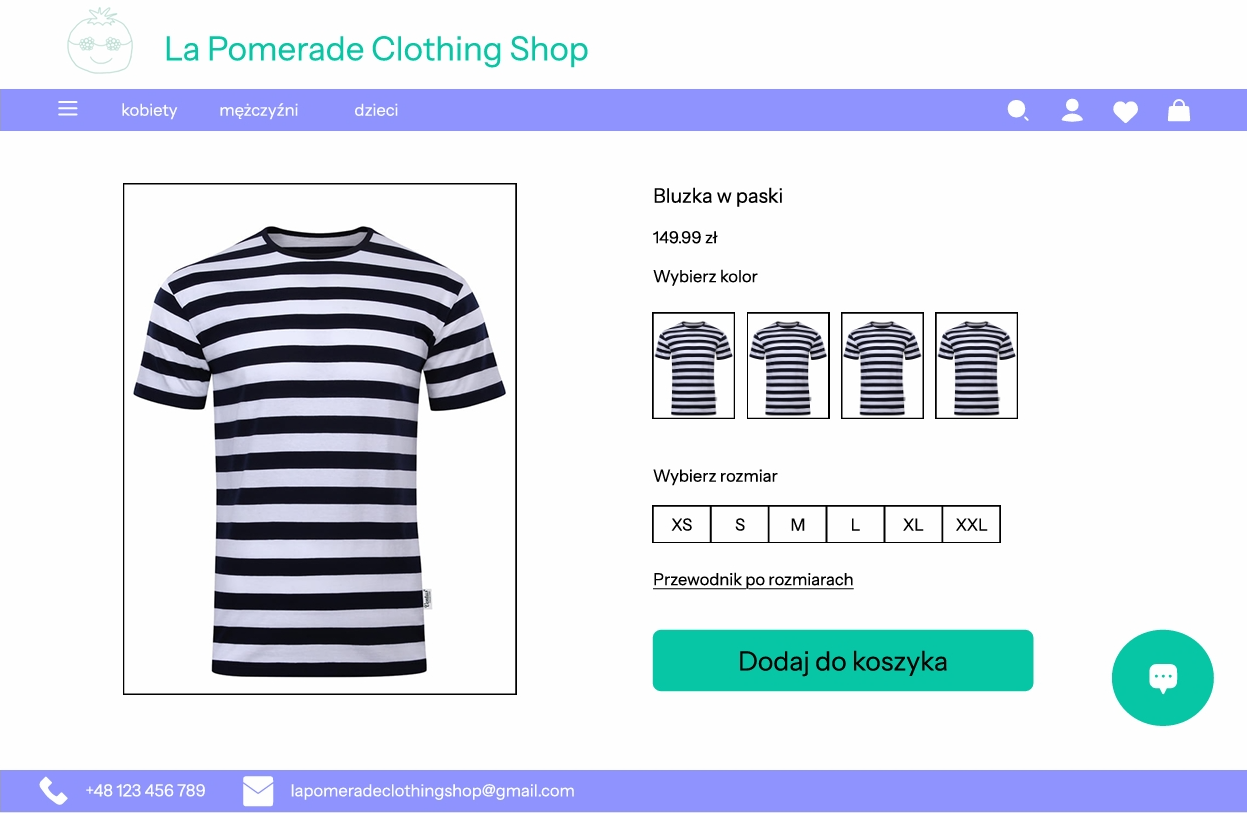 La Pomerade Clothing Shop
kobiety mężczyźni dzieci
Bluzka w paski
149.99 zł
Wybierz kolor
Wybierz rozmiar
XS S M L XL XXL
Przewodnik po rozmiarach
Dodaj do koszyka
+48 123 456 789 lapomeradeclothingshop@gmail.com